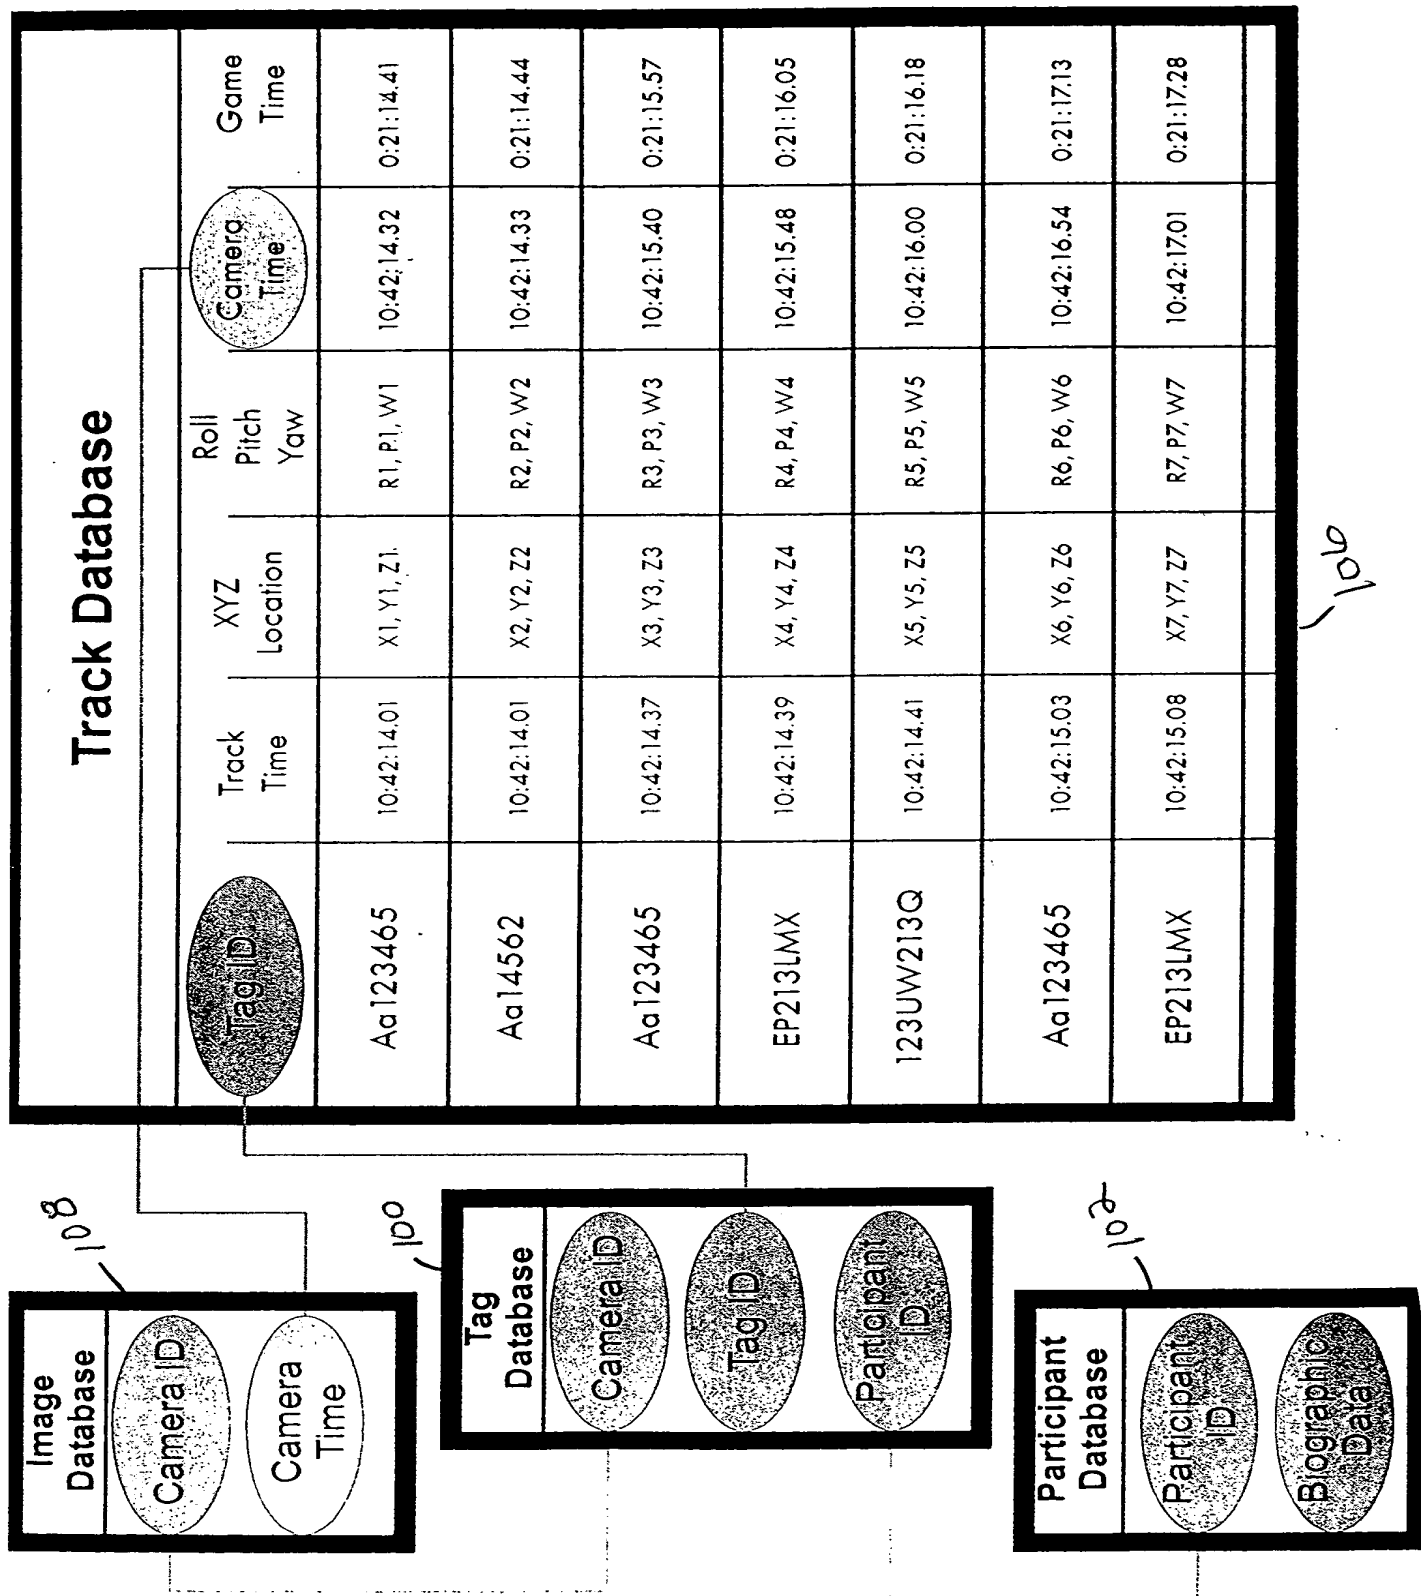 Track Database
Tag ID
Track
Time
XYZ
Location
Roll
Pitch
Yaw
Camera
Time
Game
Time
Aa123465 10:42:14.01 X1, Y1, Z1 R1, P1, W1 10:42:14.32 0:21:14.41
Aa14562 10:42:14.01 X2, Y2, Z2 R2, P2, W2 10:42:14.33 0:21:14.44
Aa123465 10:42:14.37 X3, Y3, Z3 R3, P3, W3 10:42:15.40 0:21:15.57
EP213LMX 10:42:14.39 X4, Y4, Z4 R4, P4, W4 10:42:15.48 0:21:16.05
123UW213Q 10:42:14.41 X5, Y5, Z5 R5, P5, W5 10:42:16.00 0:21:16.18
Aa123465 10:42:15.03 X6, Y6, Z6 R6, P6, W6 10:42:16.54 0:21:17.13
EP213LMX 10:42:15.08 X7, Y7, Z7 R7, P7, W7 10:42:17.01 0:21:17.28
106
Image
Database
Camera ID
Camera
Time
108
Tag
Database
Camera ID
Tag ID
Participant
ID
100
Participant
Database
Participant
ID
Biographic
Data
102